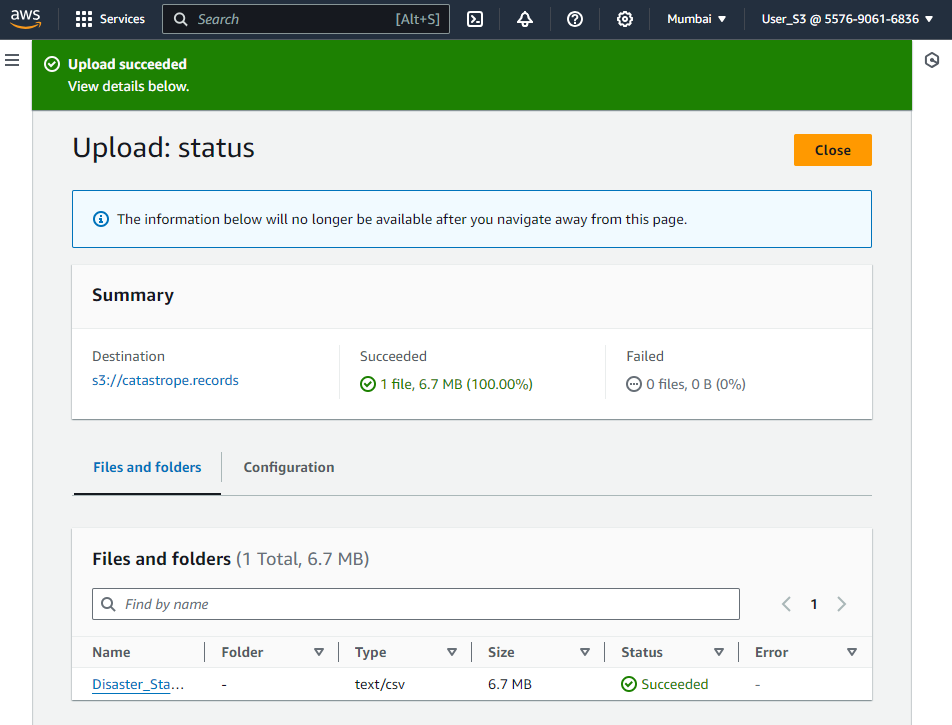 aws Services Search [Alt+S] Mumbai User_S3 @ 5576-9061-6836
Upload succeeded
View details below.
Upload: status
Close
The information below will no longer be available after you navigate away from this page.
Summary
Destination Succeeded Failed
s3://catastrope.records 1 file, 6.7 MB (100.00%) 0 files, 0 B (0%)
Files and folders Configuration
Files and folders (1 Total, 6.7 MB)
Find by name 1
Name Folder Type Size Status Error
Disaster_Sta... - text/csv 6.7 MB Succeeded -